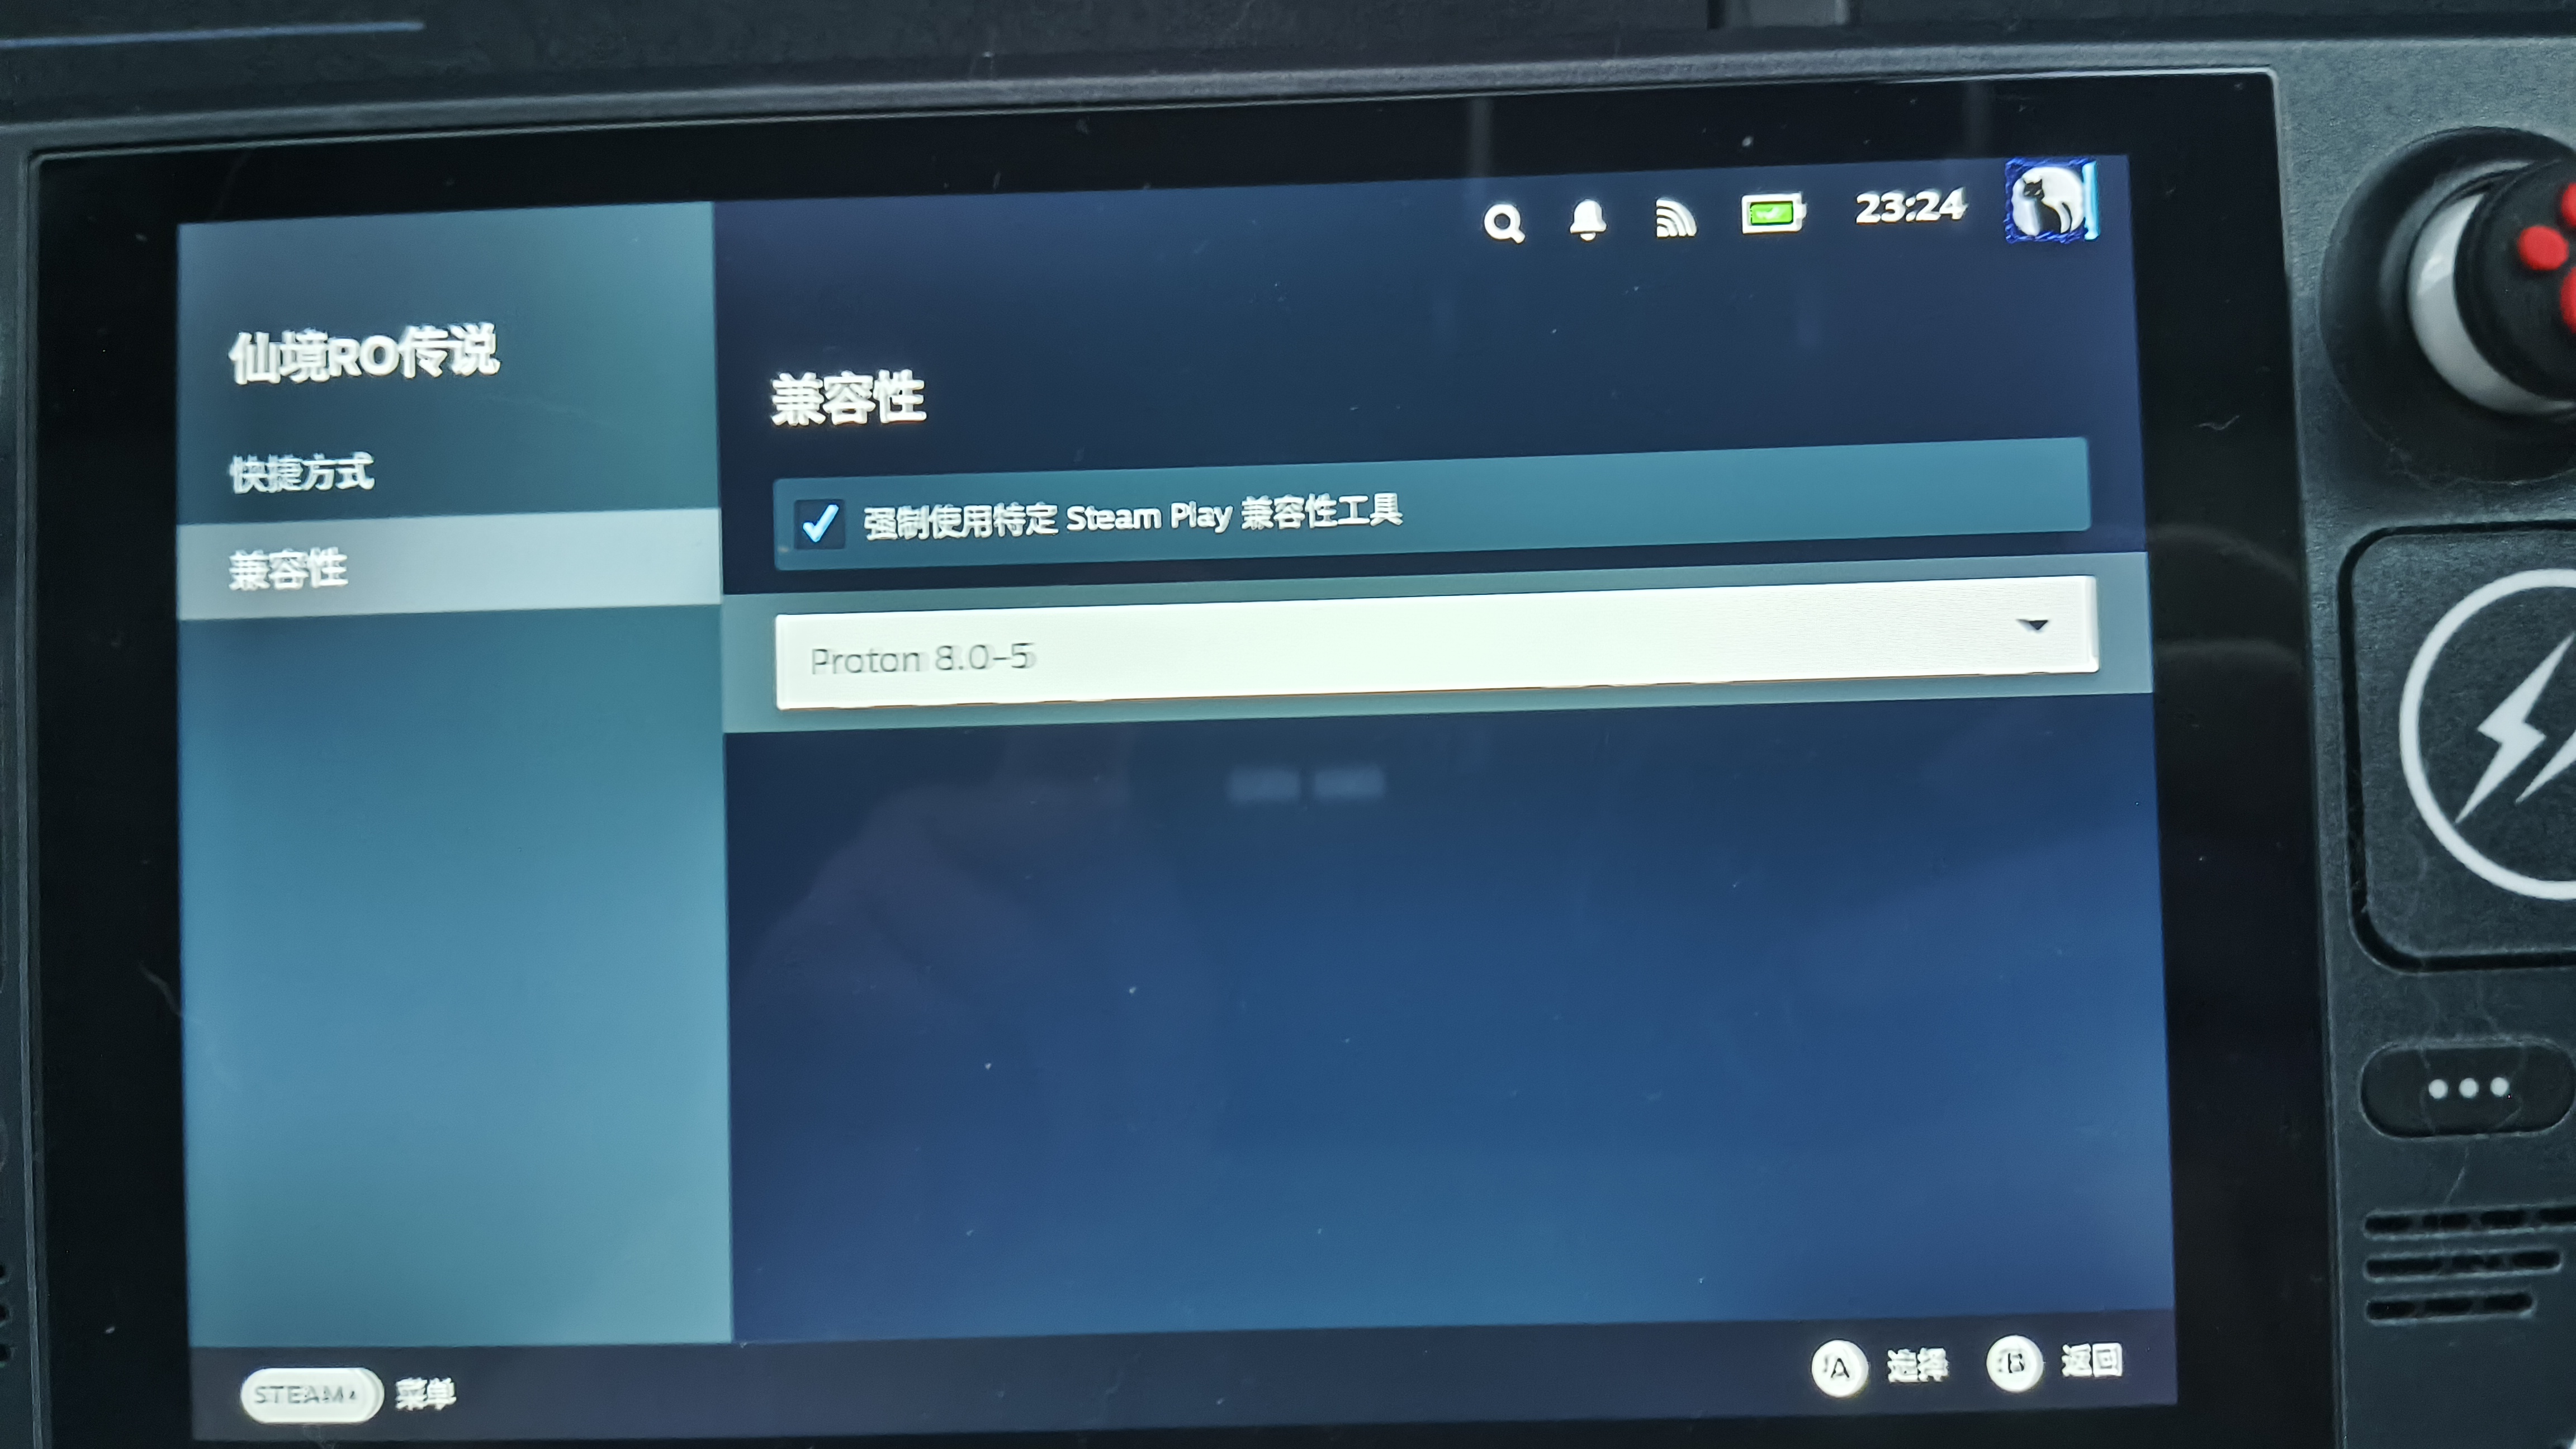 23:24
仙境RO传说
快捷方式
兼容性
兼容性
强制使用特定 Steam Play 兼容性工具
Proton 8.0-5
STEAM 菜单
A 选择 B 返回